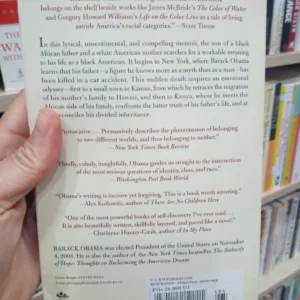 belongs on the shelf beside works like James McBride's The Color of Water
and Gregory Howard Williams's Life on the Color Line as a tale of living
astride America's racial categories." —Scott Turow
In this lyrical, unsentimental, and compelling memoir, the son of a black
African father and a white American mother searches for a workable meaning
to his life as a black American. It begins in New York, where Barack Obama
learns that his father—a figure he knows more as a myth than as a man—has
been killed in a car accident. This sudden death inspires an emotional
odyssey—first to a small town in Kansas, from which he retraces the migration
of his mother's family to Hawaii, and then to Kenya, where he meets the
African side of his family, confronts the bitter truth of his father's life, and at
reconciles his divided inheritance.
Provocative . . . Persuasively describes the phenomenon of belonging
to two different worlds, and thus belonging to neither."
—New York Times Book Review
Fluidly, calmly, insightfully, Obama guides us straight to the intersection
of the most serious questions of identity, class, and race."
—Washington Post Book World
"Obama's writing is incisive yet forgiving. This is a book worth savoring."
—Alex Kotlowitz, author of There Are No Children Here
"One of the most powerful books of self-discovery I've ever read . . .
It is also beautifully written, skillfully layered, and paced like a novel."
—Charlayne Hunter-Gault, author of In My Place
BARACK OBAMA was elected President of the United States on November
4, 2008. He is also the author of the New York Times bestseller The Audacity
of Hope: Thoughts on Reclaiming the American Dream
THE
WA